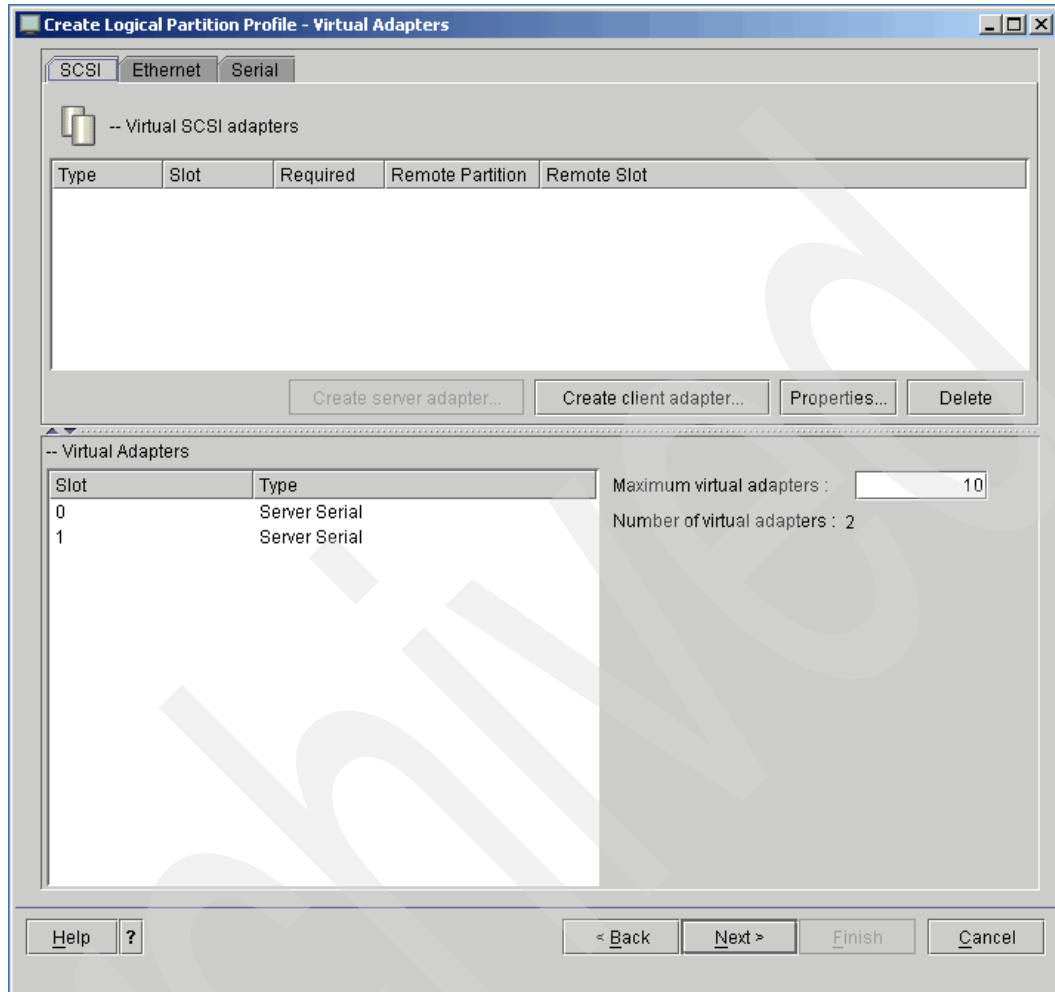 Create Logical Partition Profile - Virtual Adapters
SCSI Ethernet Serial
-- Virtual SCSI adapters
Type Slot Required Remote Partition Remote Slot
Create server adapter... Create client adapter... Properties... Delete
-- Virtual Adapters
Slot Type Maximum virtual adapters : 10
0 Server Serial Number of virtual adapters : 2
1 Server Serial
Help ? < Back Next > Finish Cancel